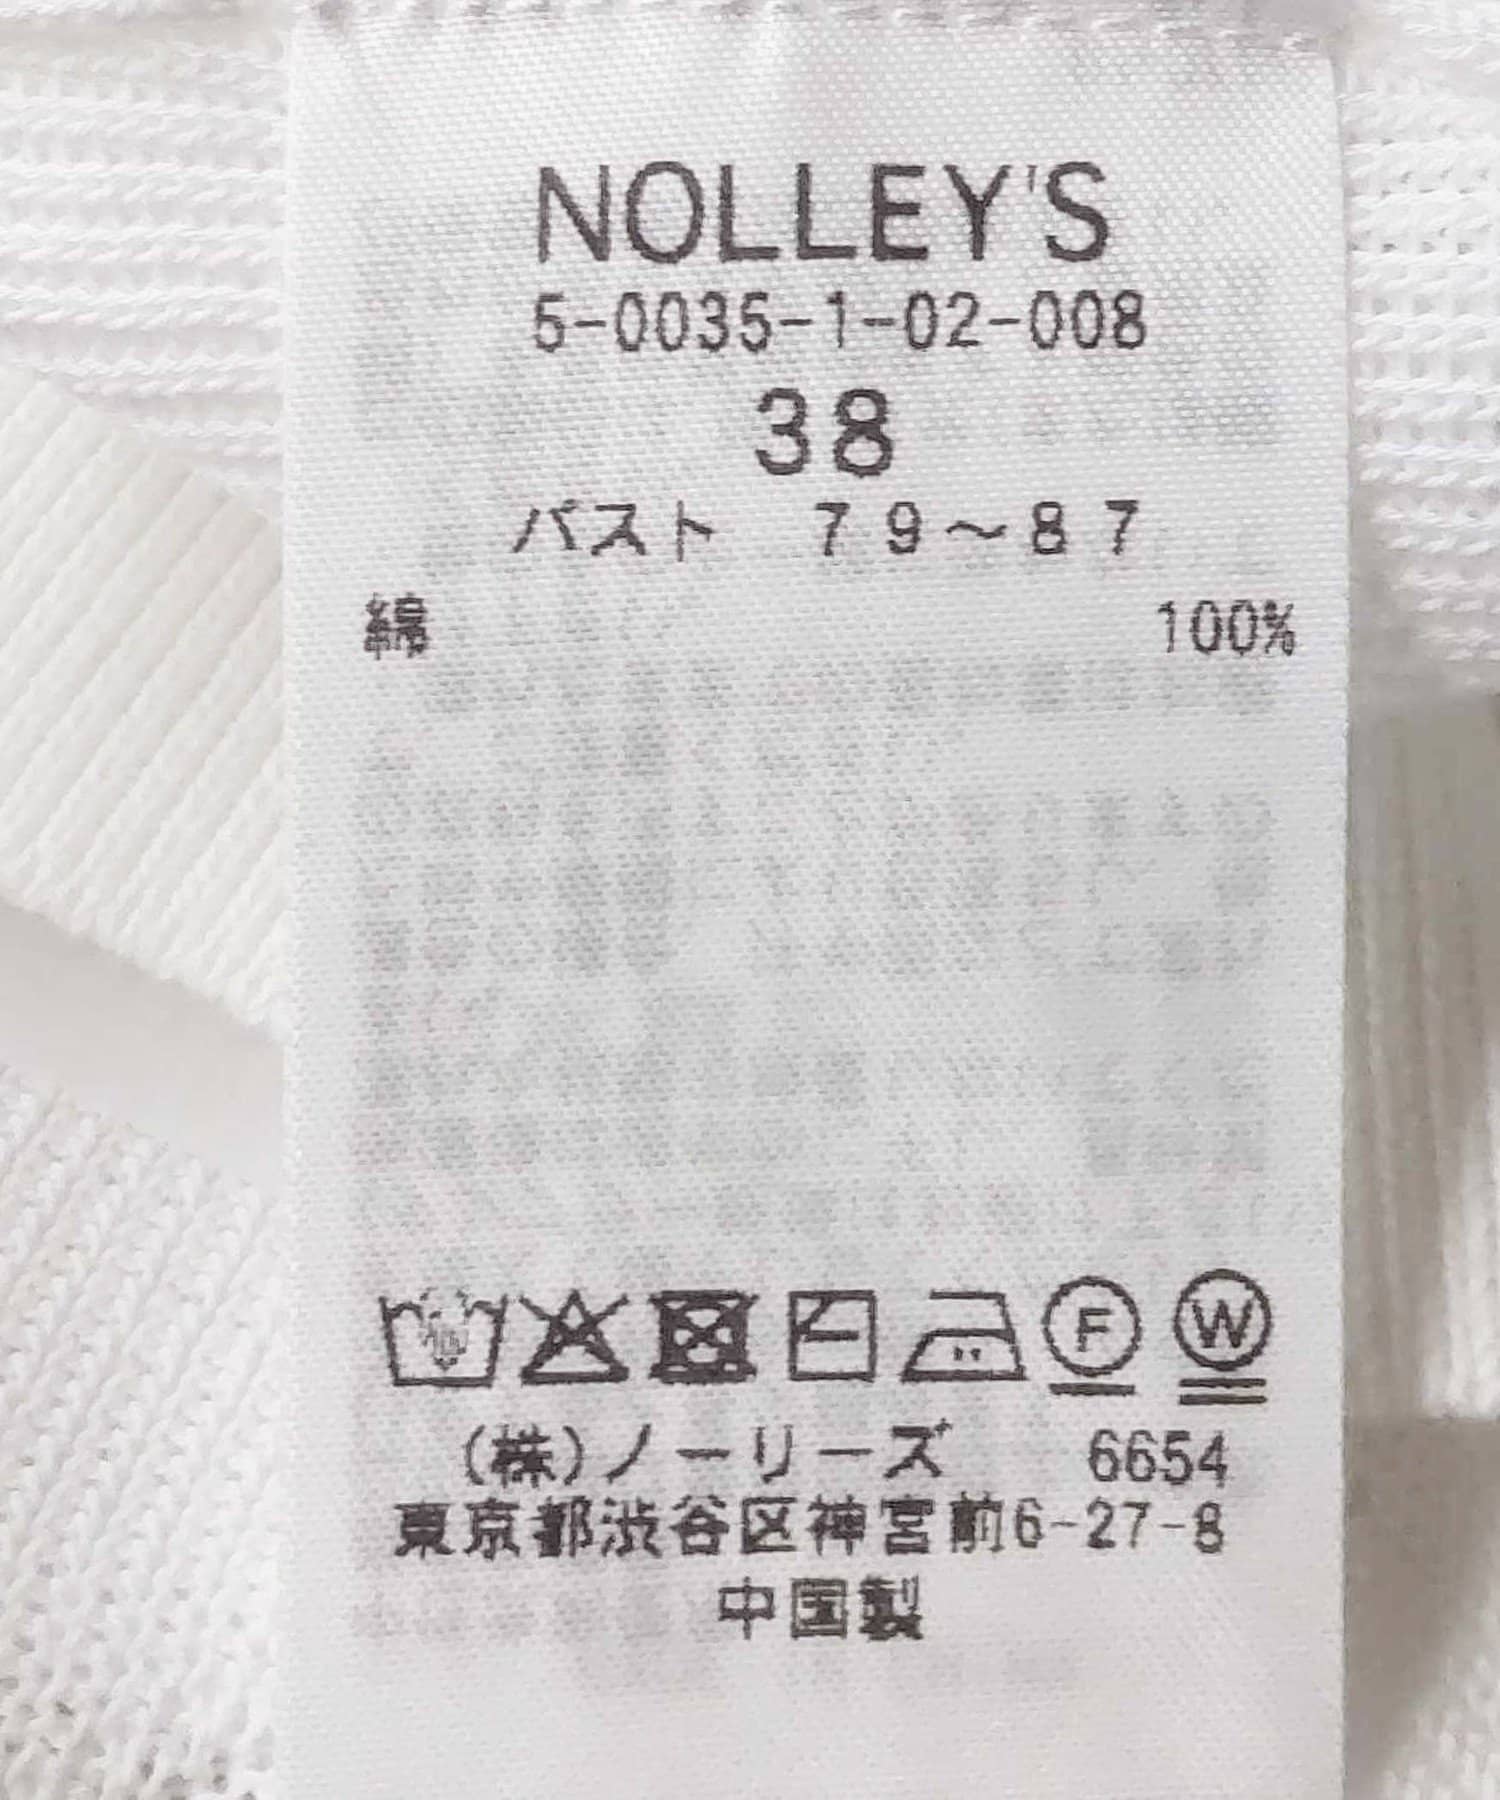 NOLLEY'S
5-0035-1-02-008
38
バスト 79～87
綿 100%
F W
(株)ノーリーズ 6654
東京都渋谷区神宮前6-27-8
中国製